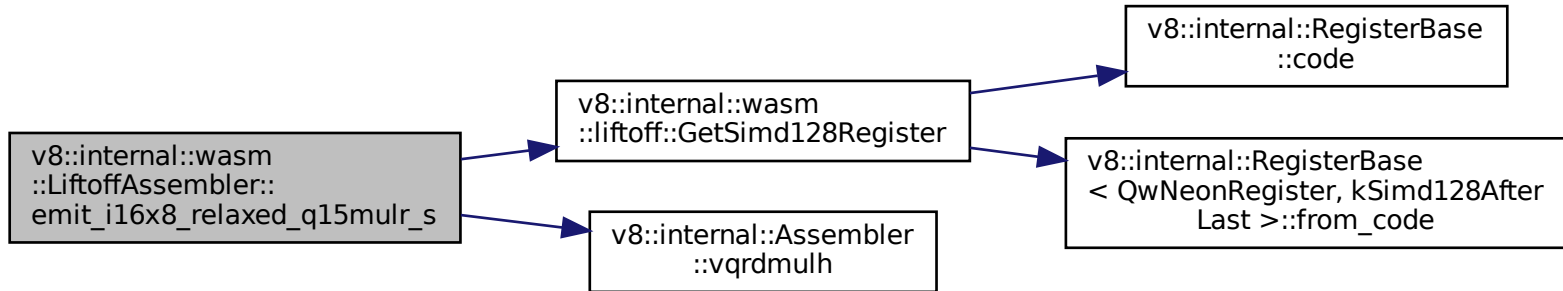 v8::internal::wasm
::LiftoffAssembler::
emit_i16x8_relaxed_q15mulr_s
v8::internal::wasm
::liftoff::GetSimd128Register
v8::internal::RegisterBase
::code
v8::internal::RegisterBase
< QwNeonRegister, kSimd128After
Last >::from_code
v8::internal::Assembler
::vqrdmulh